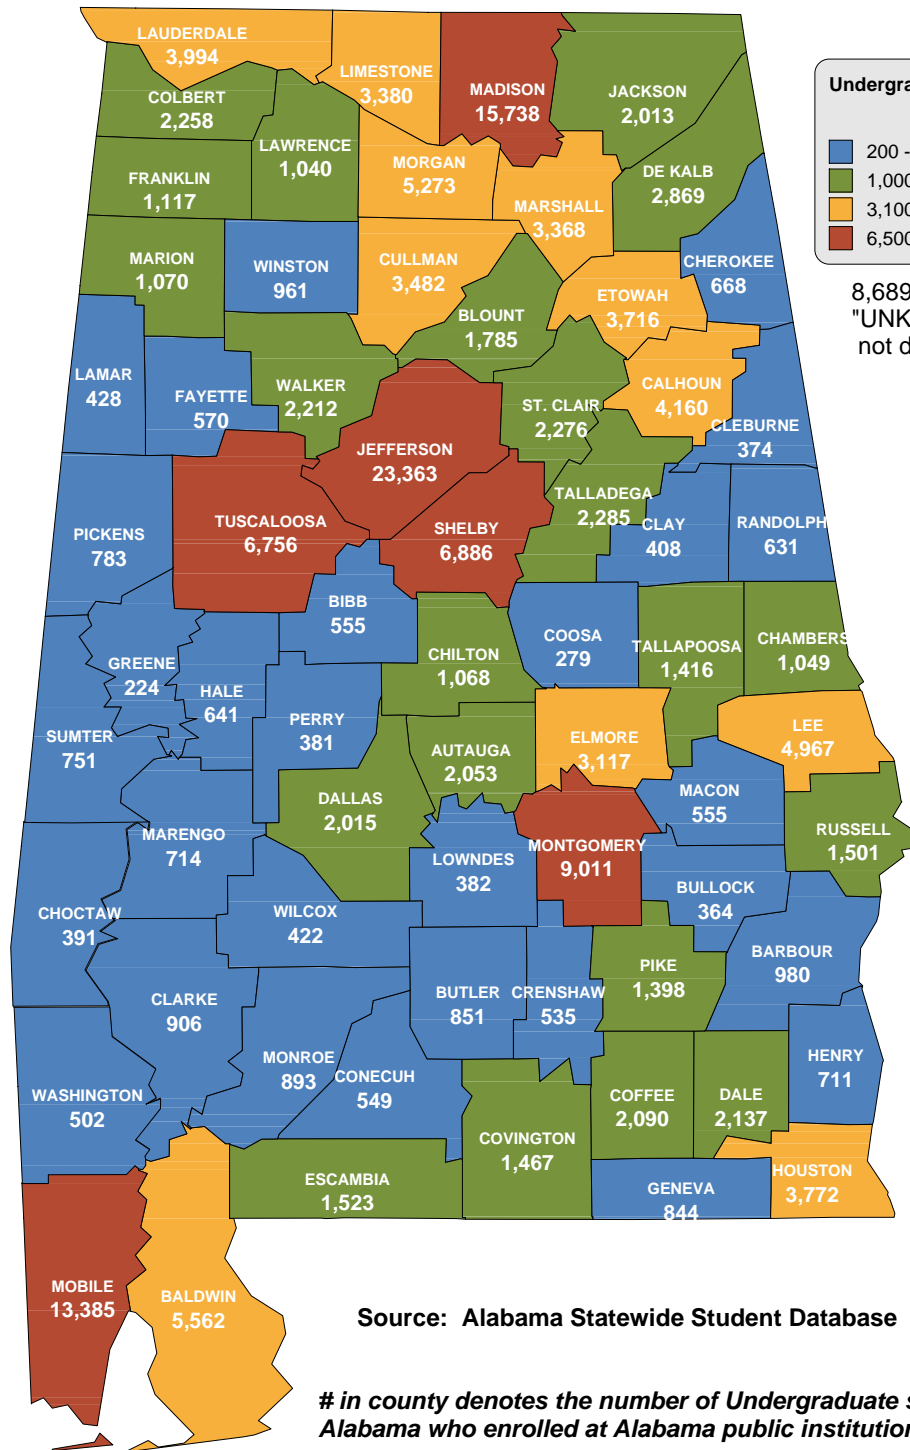 LAUDERDALE
3,994
LIMESTONE
3,380
MADISON
15,738
JACKSON
2,013
COLBERT
2,258
LAWRENCE
1,040
FRANKLIN
1,117
MORGAN
5,273
DE KALB
2,869
MARSHALL
3,368
MARION
1,070
WINSTON
961
CULLMAN
3,482
CHEROKEE
668
ETOWAH
3,716
BLOUNT
1,785
LAMAR
428
FAYETTE
570
WALKER
2,212
CALHOUN
4,160
ST. CLAIR
2,276
CLEBURNE
374
JEFFERSON
23,363
TALLADEGA
2,285
PICKENS
783
TUSCALOOSA
6,756
SHELBY
6,886
CLAY
408
RANDOLPH
631
BIBB
555
COOSA
279
TALLAPOOSA
1,416
CHAMBERS
1,049
CHILTON
1,068
GREENE
224
HALE
641
PERRY
381
SUMTER
751
AUTAUGA
2,053
ELMORE
3,117
LEE
4,967
MACON
555
DALLAS
2,015
MARENGO
714
LOWNDES
382
MONTGOMERY
9,011
RUSSELL
1,501
BULLOCK
364
CHOCTAW
391
WILCOX
422
BARBOUR
980
PIKE
1,398
CLARKE
906
BUTLER
851
CRENSHAW
535
MONROE
893
CONECUH
549
HENRY
711
WASHINGTON
502
COFFEE
2,090
DALE
2,137
COVINGTON
1,467
HOUSTON
3,772
ESCAMBIA
1,523
GENEVA
844
MOBILE
13,385
BALDWIN
5,562
Undergra
200 -
1,000
3,100
6,500
8,689
"UNK
not d
Source: Alabama Statewide Student Database
# in county denotes the number of Undergraduate s
Alabama who enrolled at Alabama public institution